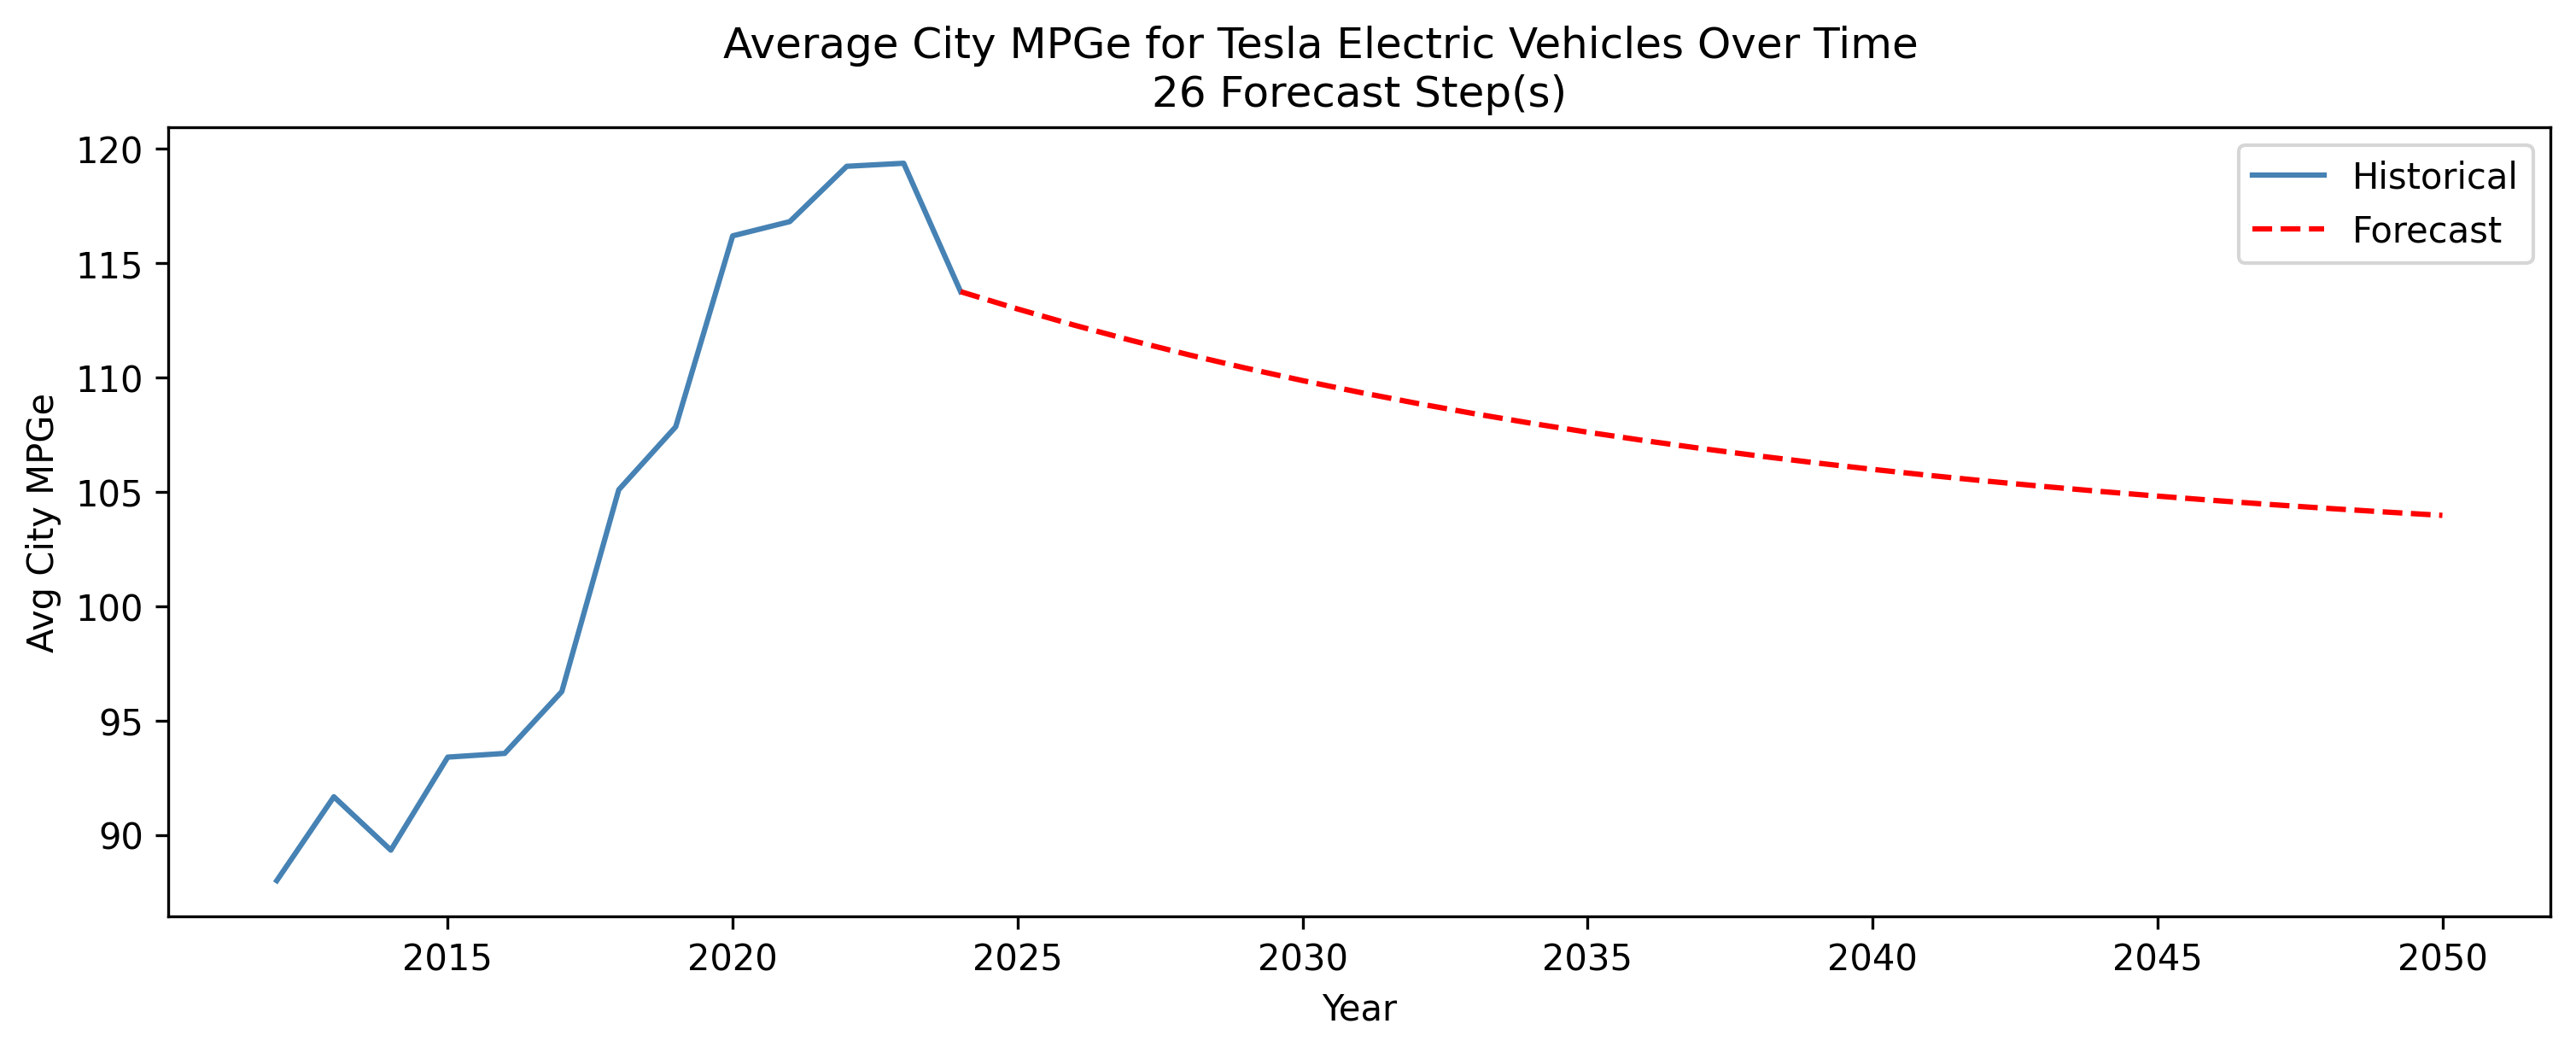 Average City MPGe for Tesla Electric Vehicles Over Time
26 Forecast Step(s)
Historical
Forecast
120
115
110
105
100
95
90
Avg City MPGe
2015
2020
2025
2030
2035
2040
2045
2050
Year